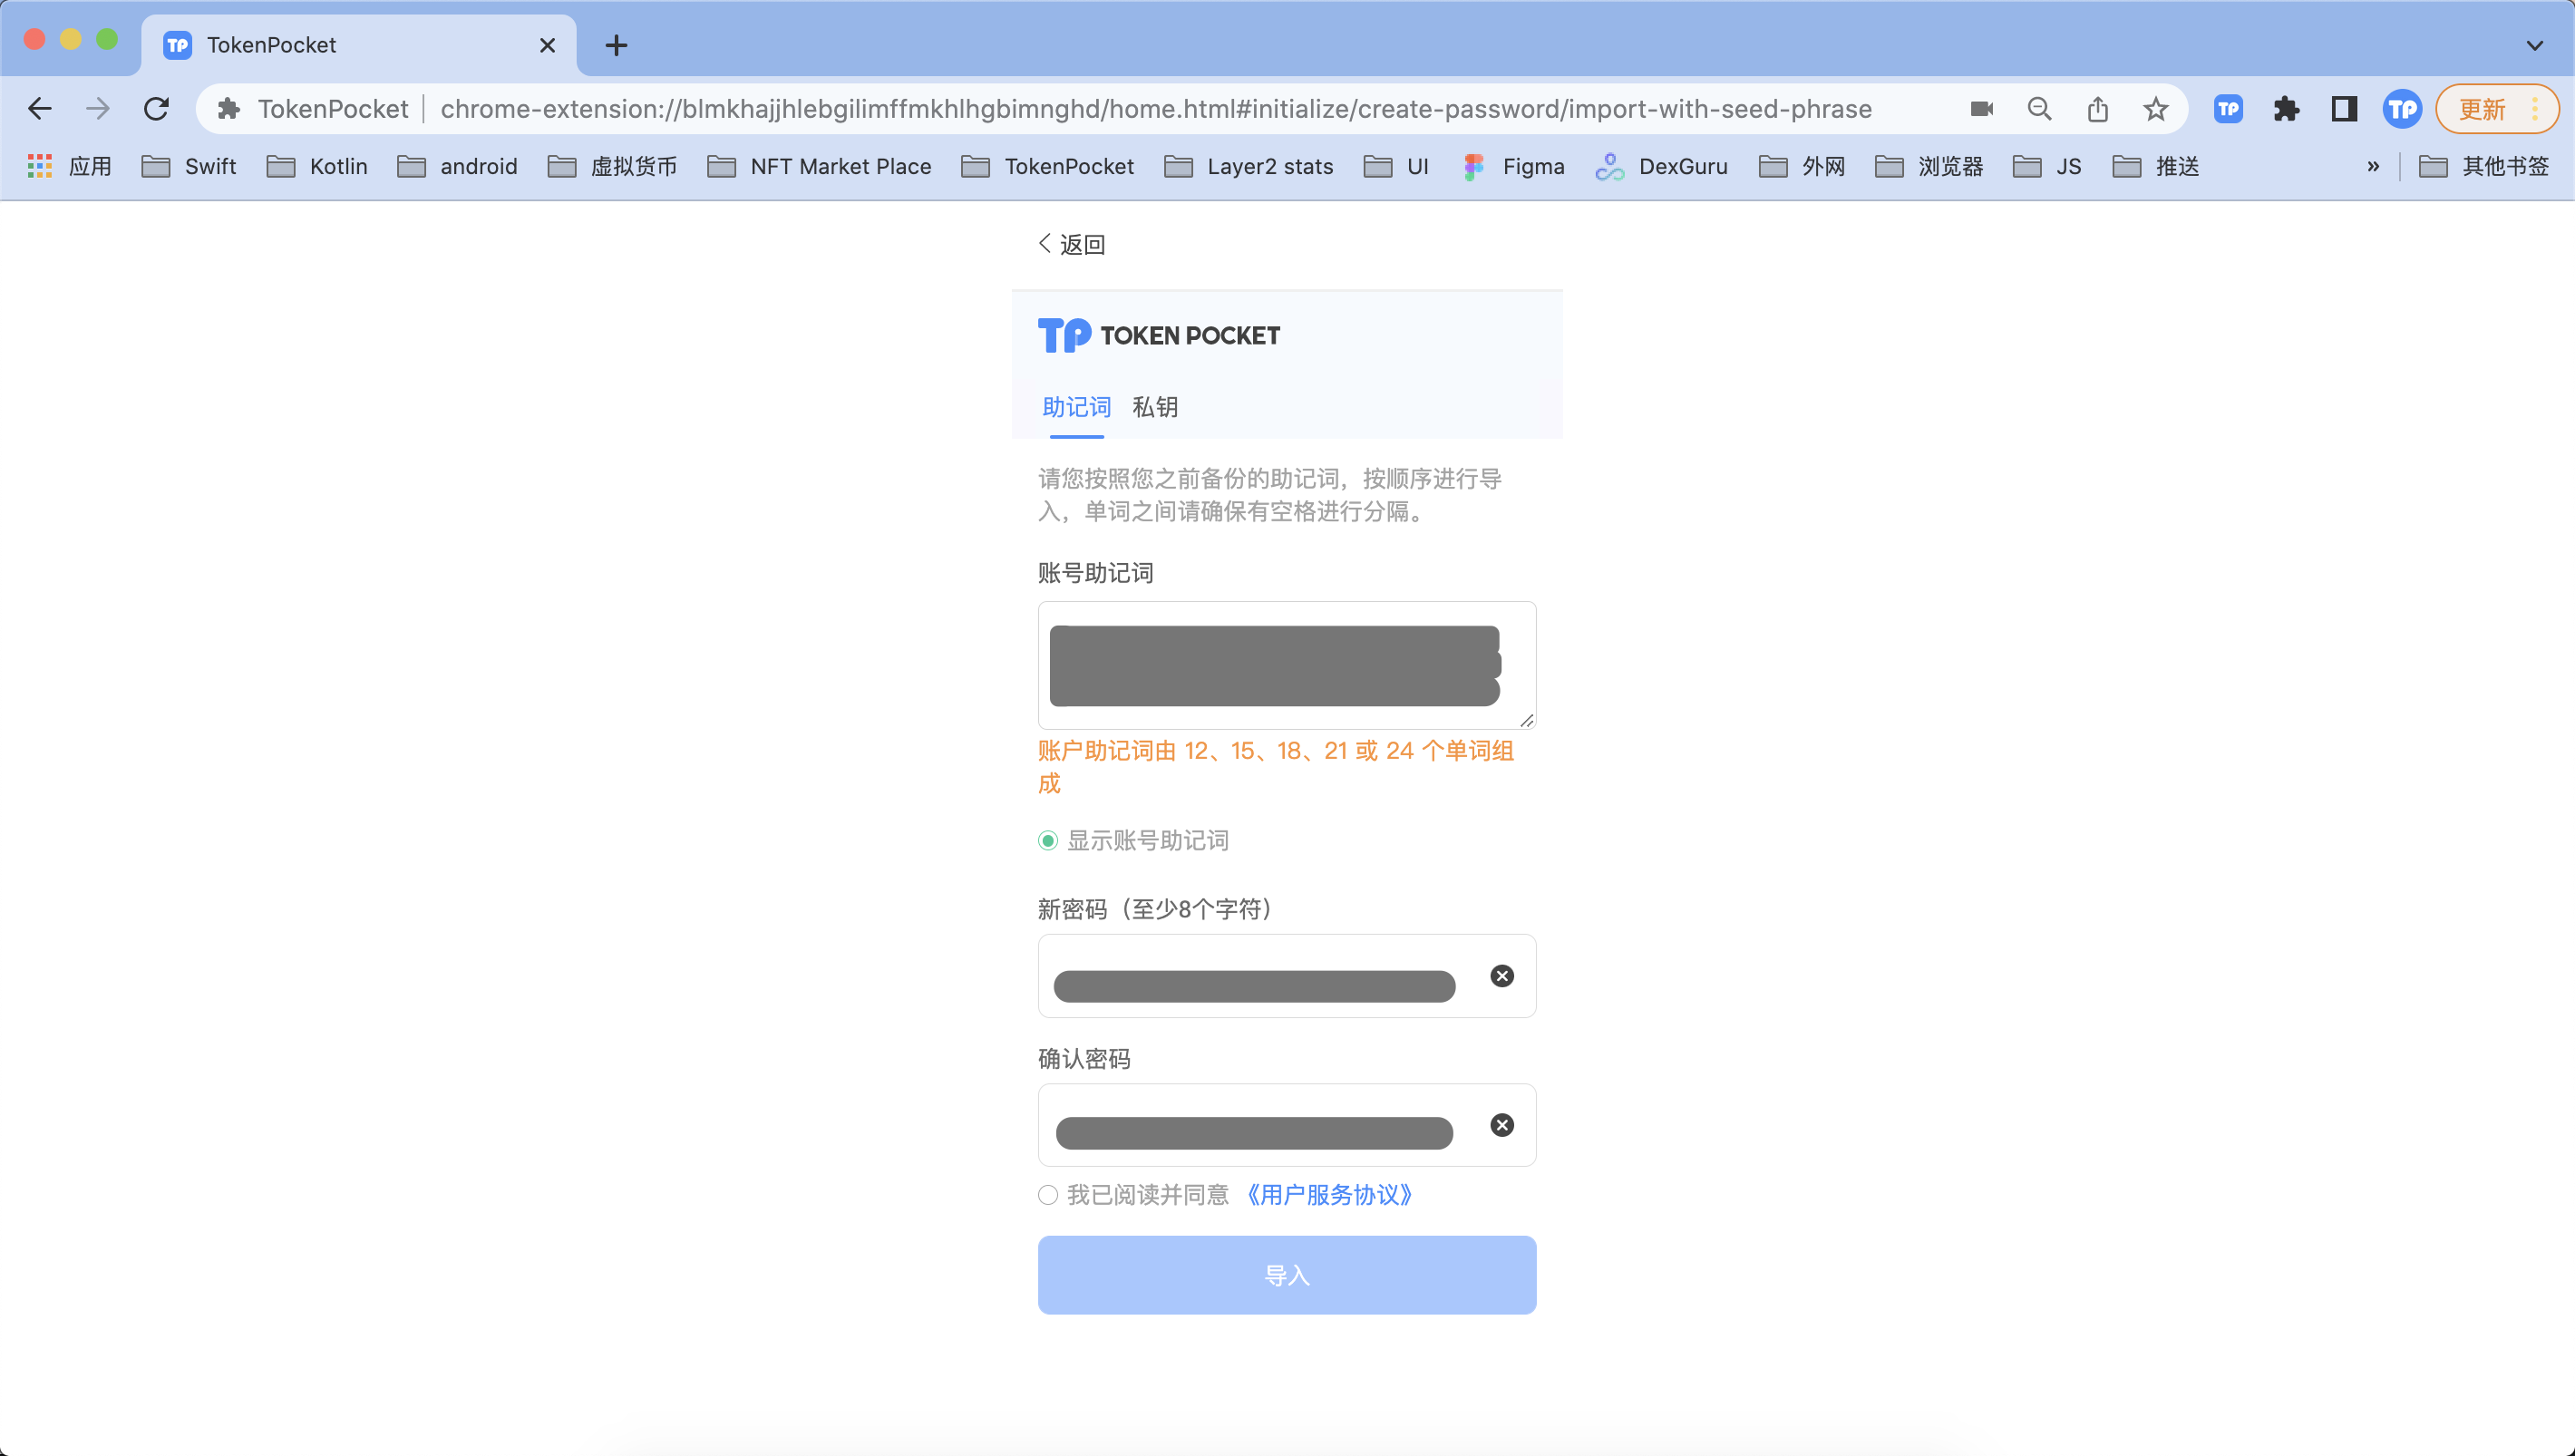 TP TokenPocket
TokenPocket chrome-extension://blmkhajjhlebgilimffmkhlhgbimnghd/home.html#initialize/create-password/import-with-seed-phrase TP TP 更新
应用 Swift Kotlin android 虚拟货币 NFT Market Place TokenPocket Layer2 stats UI Figma DexGuru 外网 浏览器 JS 推送 » 其他书签
返回
TP TOKEN POCKET
助记词 私钥
请您按照您之前备份的助记词，按顺序进行导
入，单词之间请确保有空格进行分隔。
账号助记词
账户助记词由 12、15、18、21 或 24 个单词组
成
显示账号助记词
新密码（至少8个字符）
确认密码
我已阅读并同意 《用户服务协议》
导入